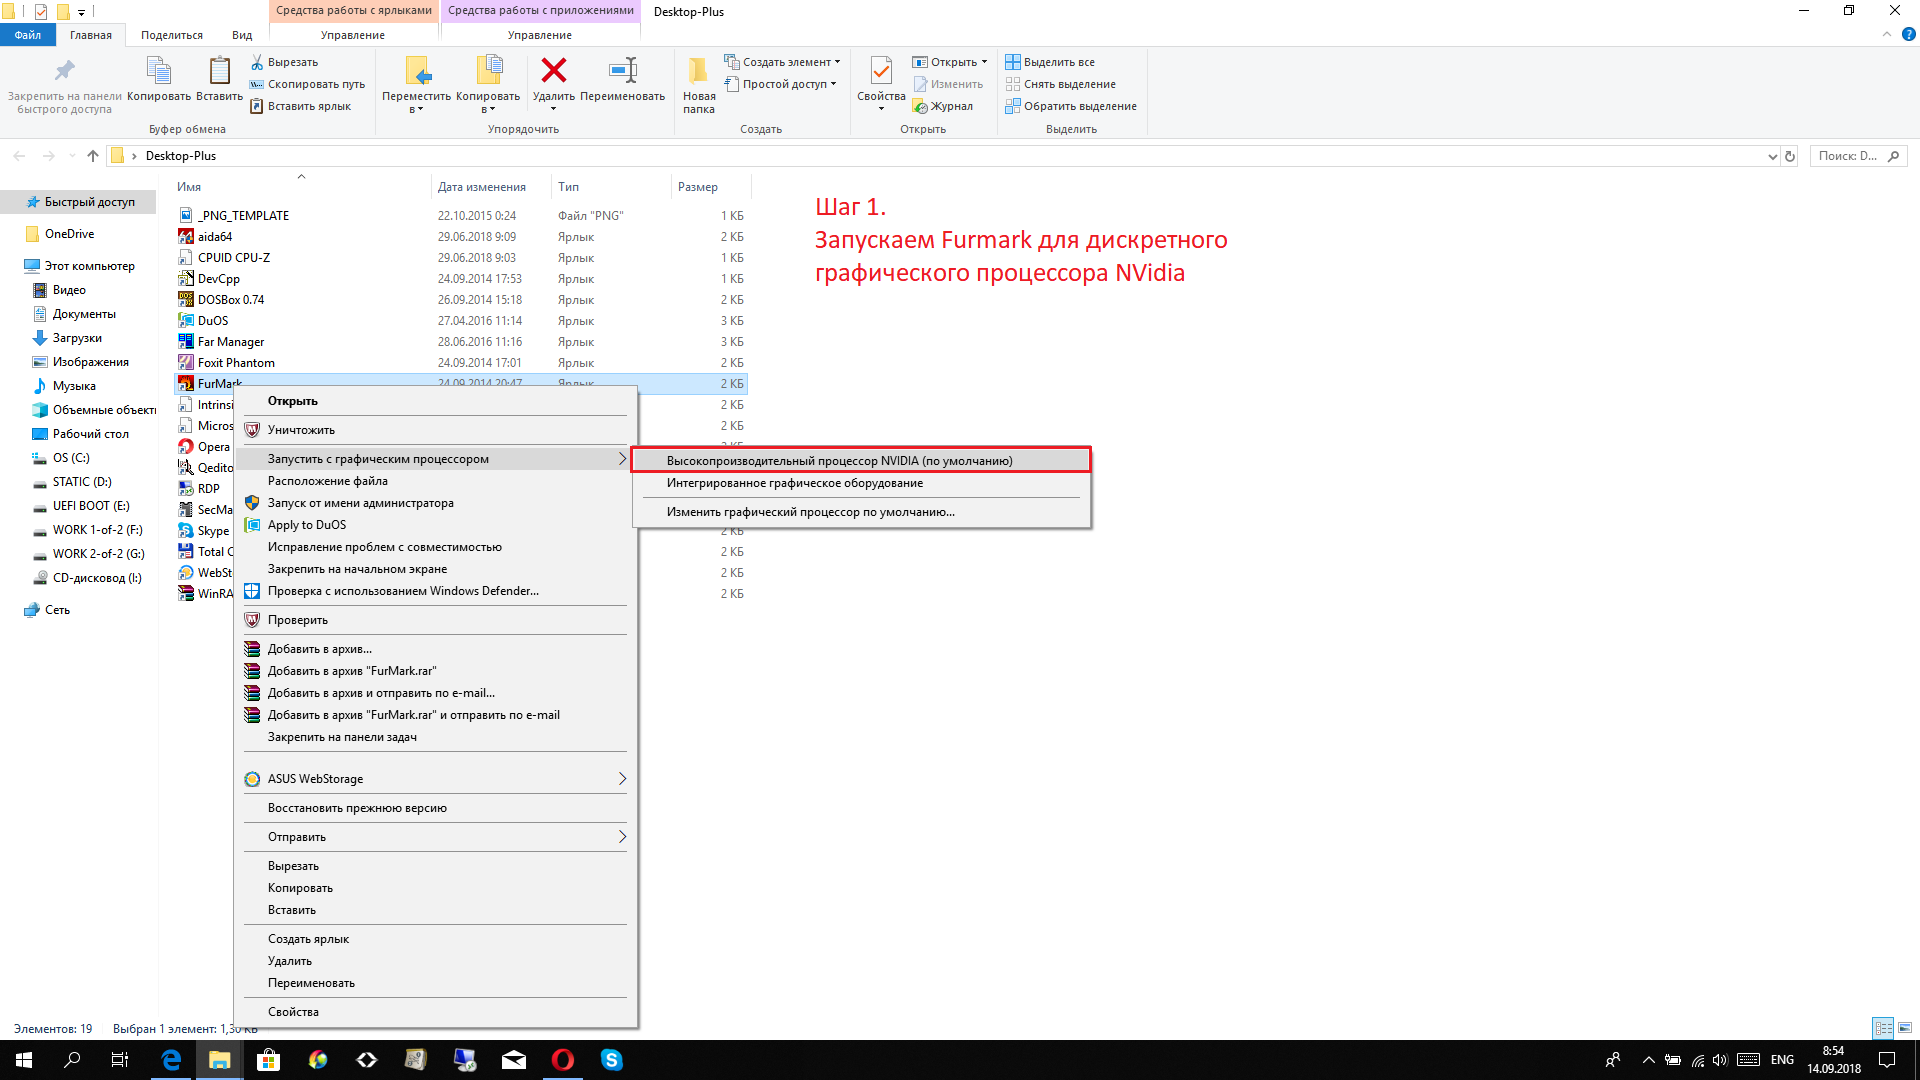 Средства работы с ярлыками
Средства работы с приложениями
Desktop-Plus
Файл
Главная
Поделиться
Вид
Управление
Управление
Закрепить на панели
быстрого доступа
Копировать
Вставить
Вырезать
Скопировать путь
Вставить ярлык
Буфер обмена
Переместить
в
Копировать
в
Удалить
Переименовать
Упорядочить
Новая
папка
Создать элемент
Простой доступ
Создать
Свойства
Открыть
Изменить
Журнал
Открыть
Выделить все
Снять выделение
Обратить выделение
Выделить
Desktop-Plus
Поиск: D...
Быстрый доступ
OneDrive
Этот компьютер
Видео
Документы
Загрузки
Изображения
Музыка
Объемные объекты
Рабочий стол
OS (C:)
STATIC (D:)
UEFI BOOT (E:)
WORK 1-of-2 (F:)
WORK 2-of-2 (G:)
CD-дисковод (I:)
Сеть
Имя Дата изменения Тип Размер
_PNG_TEMPLATE 22.10.2015 0:24 Файл "PNG" 1 КБ
aida64 29.06.2018 9:09 Ярлык 2 КБ
CPUID CPU-Z 29.06.2018 9:03 Ярлык 1 КБ
DevCpp 24.09.2014 17:53 Ярлык 1 КБ
DOSBox 0.74 26.09.2014 15:18 Ярлык 2 КБ
DuOS 27.04.2016 11:14 Ярлык 3 КБ
Far Manager 28.06.2016 11:16 Ярлык 3 КБ
Foxit Phantom 24.09.2014 17:01 Ярлык 2 КБ
FurMark 24.09.2014 20:47 Ярлык 2 КБ
Intrinsi 2 КБ
Micros 2 КБ
Opera
Qedito
RDP
SecMa
Skype 2 КБ
Total C 2 КБ
WebSt 2 КБ
WinRA 2 КБ
Шаг 1.
Запускаем Furmark для дискретного
графического процессора NVidia
Открыть
Уничтожить
Запустить с графическим процессором
Расположение файла
Запуск от имени администратора
Apply to DuOS
Исправление проблем с совместимостью
Закрепить на начальном экране
Проверка с использованием Windows Defender...
Проверить
Добавить в архив...
Добавить в архив "FurMark.rar"
Добавить в архив и отправить по e-mail...
Добавить в архив "FurMark.rar" и отправить по e-mail
Закрепить на панели задач
ASUS WebStorage
Восстановить прежнюю версию
Отправить
Вырезать
Копировать
Вставить
Создать ярлык
Удалить
Переименовать
Свойства
Высокопроизводительный процессор NVIDIA (по умолчанию)
Интегрированное графическое оборудование
Изменить графический процессор по умолчанию...
Элементов: 19 Выбран 1 элемент: 1,30 КБ
ENG
8:54
14.09.2018